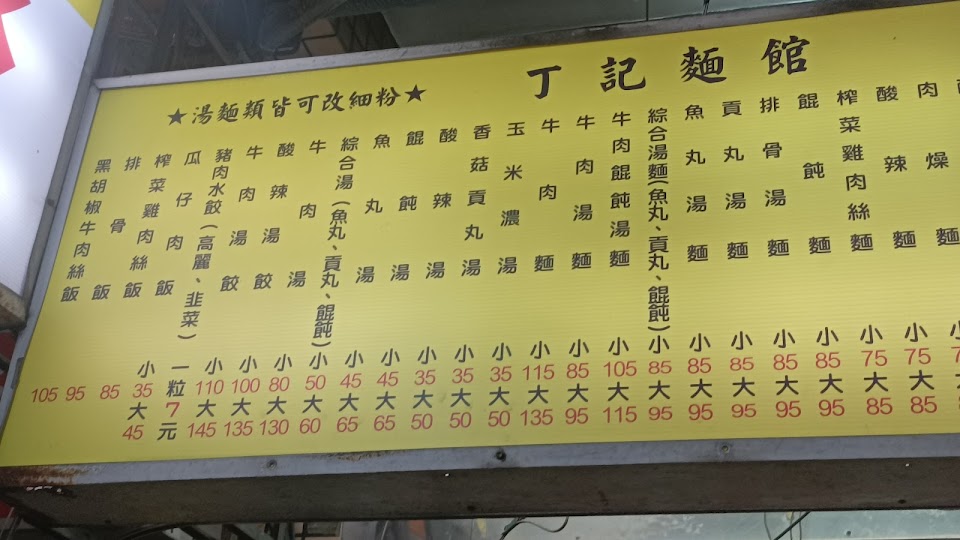 丁記麵館
★湯麵類皆可改細粉★
肉燥麵 小
酸辣麵 小75大85
榨菜雞肉絲麵 小75大85
餛飩麵 小85大95
排骨湯麵 小85大95
貢丸湯麵 小85大95
魚丸湯麵 小85大95
綜合湯麵(魚丸、貢丸、餛飩) 小85大95
牛肉餛飩湯麵 小105大115
牛肉湯麵 小85大95
牛肉麵 小115大135
玉米濃湯 小35大50
香菇貢丸湯 小35大50
酸辣湯 小35大50
餛飩湯 小45大65
魚丸湯 小45大65
綜合湯(魚丸、貢丸、餛飩) 小50大60
牛肉湯 小80大130
酸辣湯餃 小100大135
牛肉湯餃 小110大145
豬肉水餃(高麗、韭菜) 一粒7元
瓜仔肉飯 小35大45
榨菜雞肉絲飯 85
排骨飯 95
黑胡椒牛肉絲飯 105